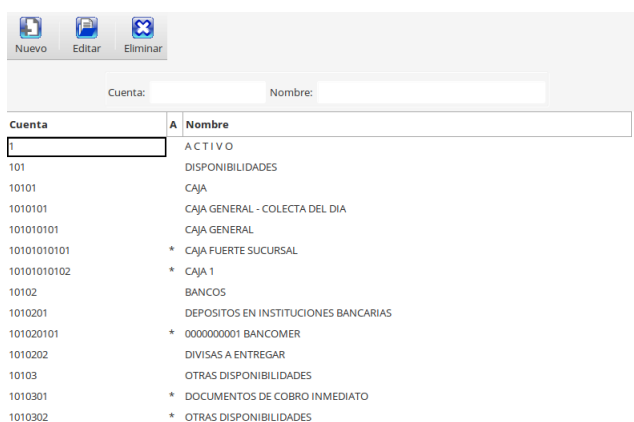 Nuevo Editar Eliminar
Cuenta: Nombre:
Cuenta A Nombre
1 A C T I V O
101 DISPONIBILIDADES
10101 CAJA
1010101 CAJA GENERAL - COLECTA DEL DIA
101010101 CAJA GENERAL
10101010101 * CAJA FUERTE SUCURSAL
10101010102 * CAJA 1
10102 BANCOS
1010201 DEPOSITOS EN INSTITUCIONES BANCARIAS
101020101 * 0000000001 BANCOMER
1010202 DIVISAS A ENTREGAR
10103 OTRAS DISPONIBILIDADES
1010301 * DOCUMENTOS DE COBRO INMEDIATO
1010302 * OTRAS DISPONIBILIDADES